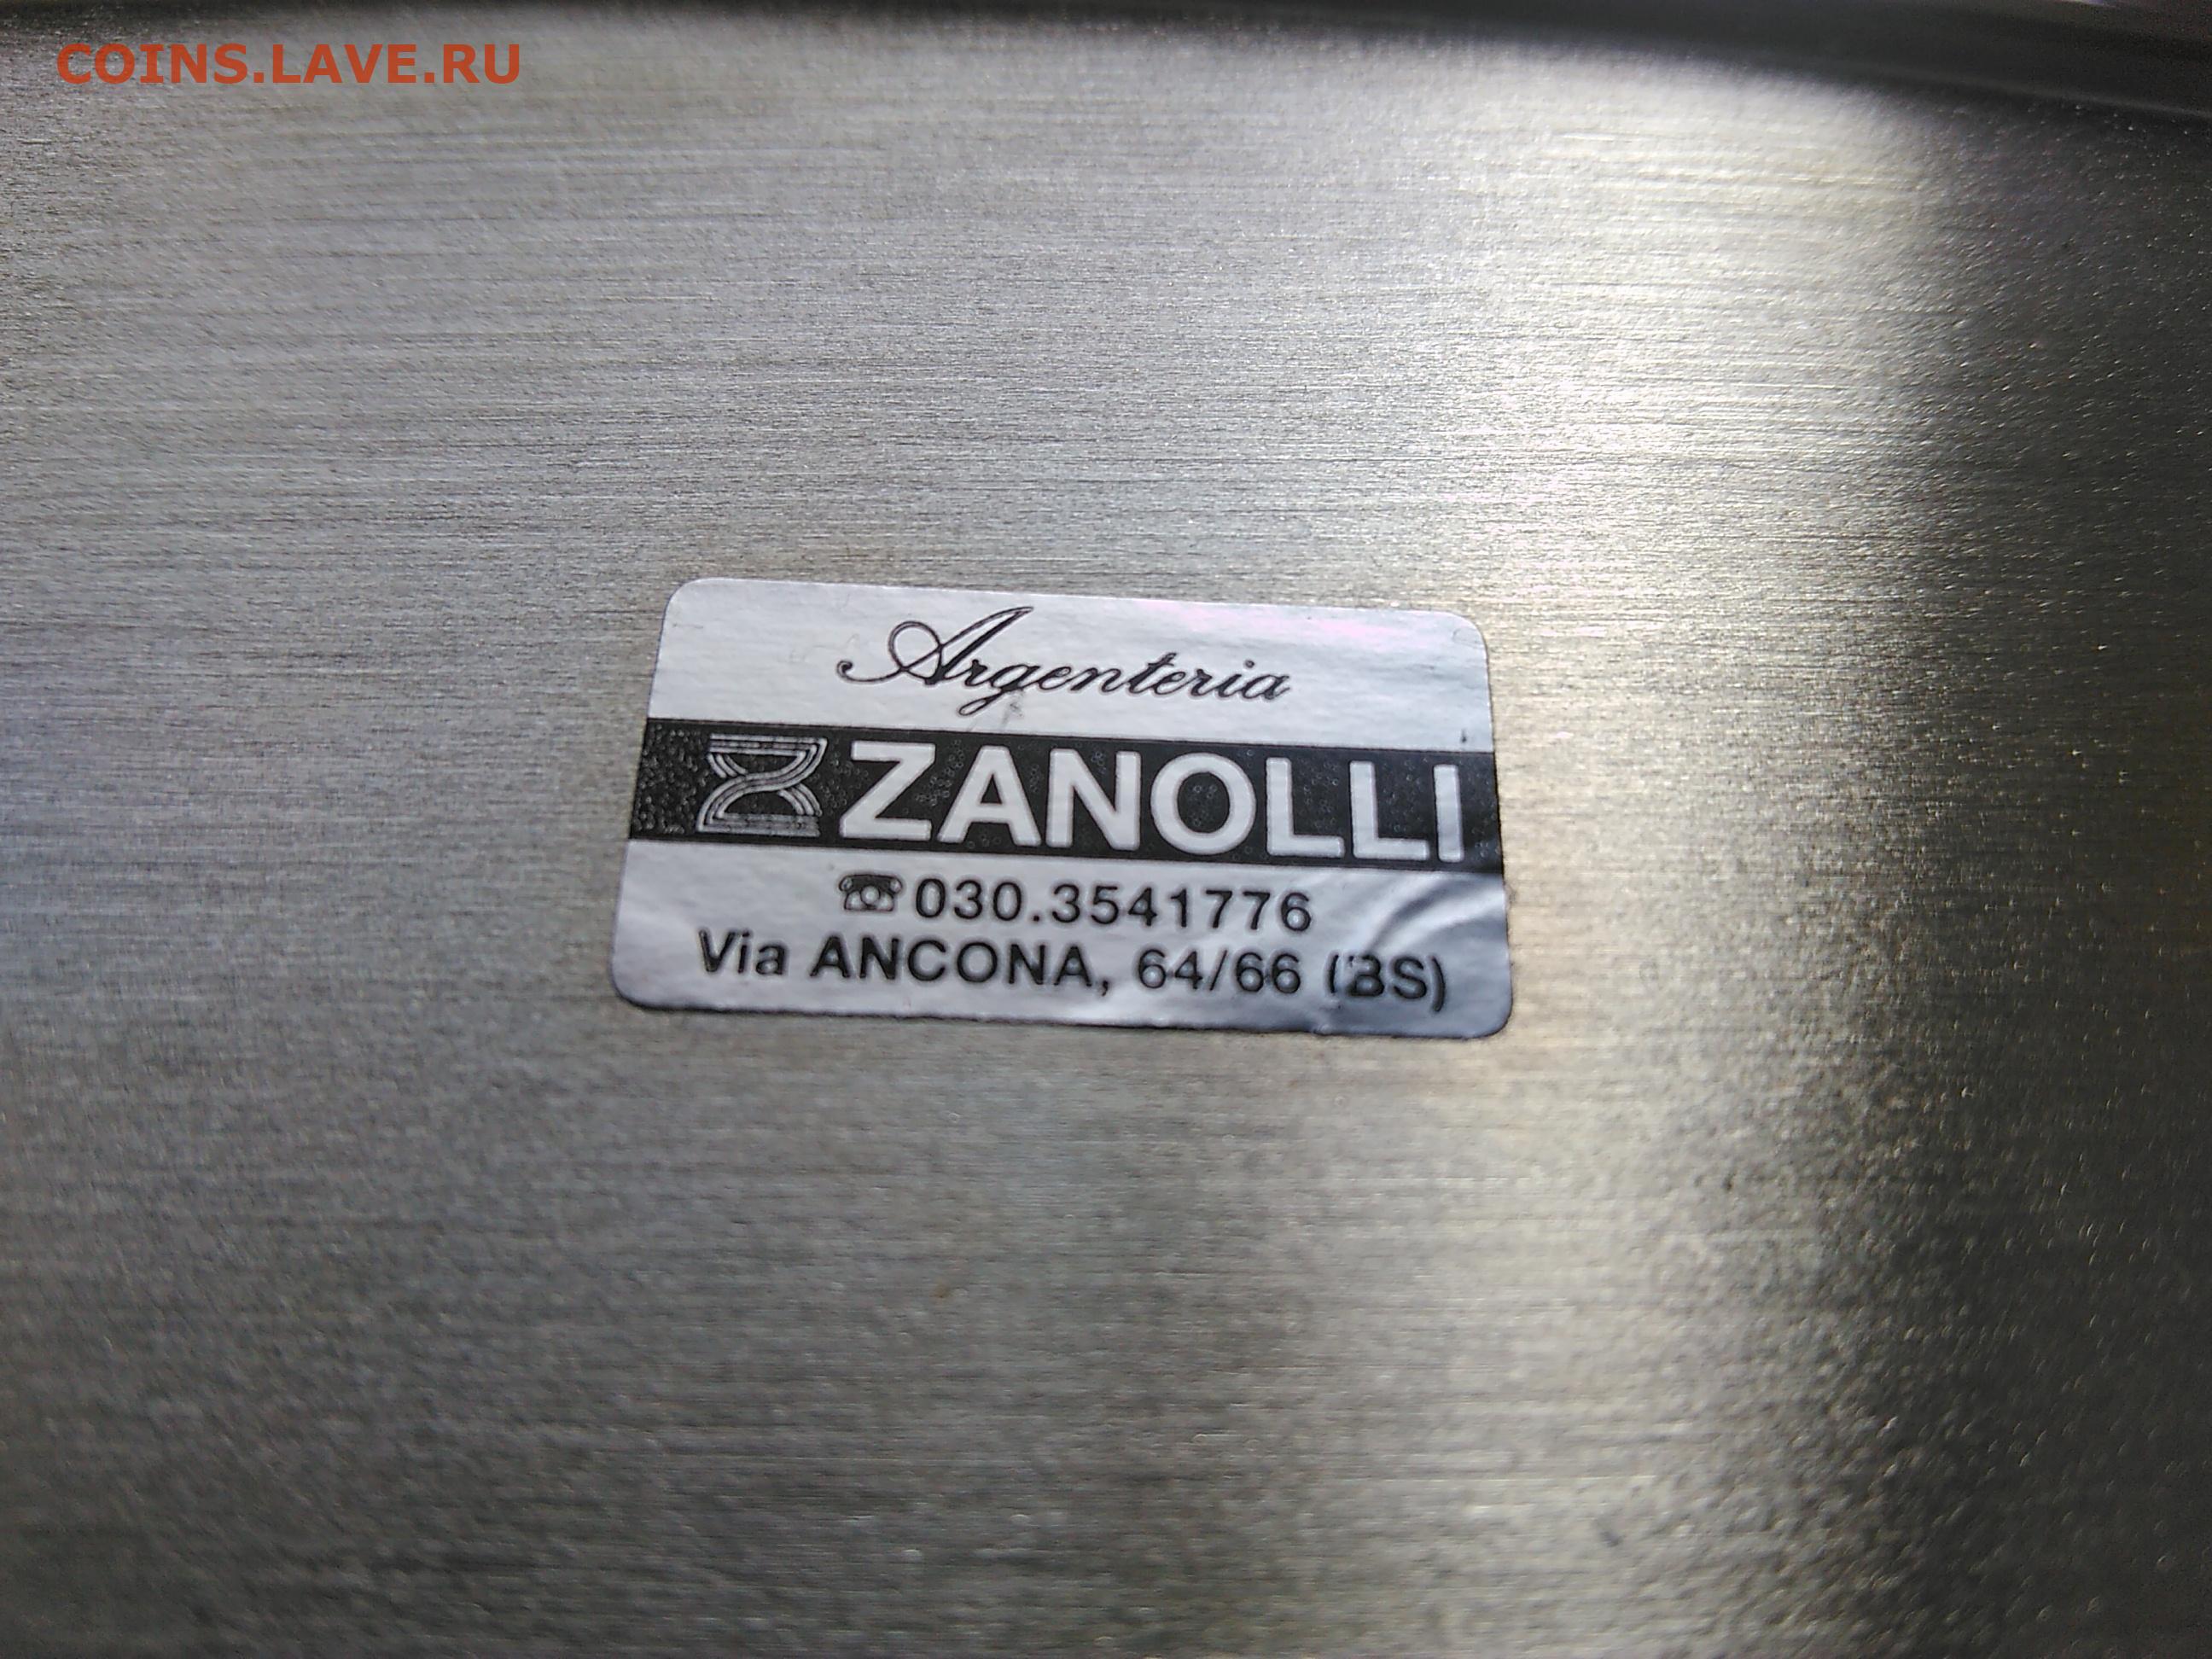 COINS.LAVE.RU
Argenteria
ZANOLLI
☎030.3541776
Via ANCONA, 64/66 (BS)